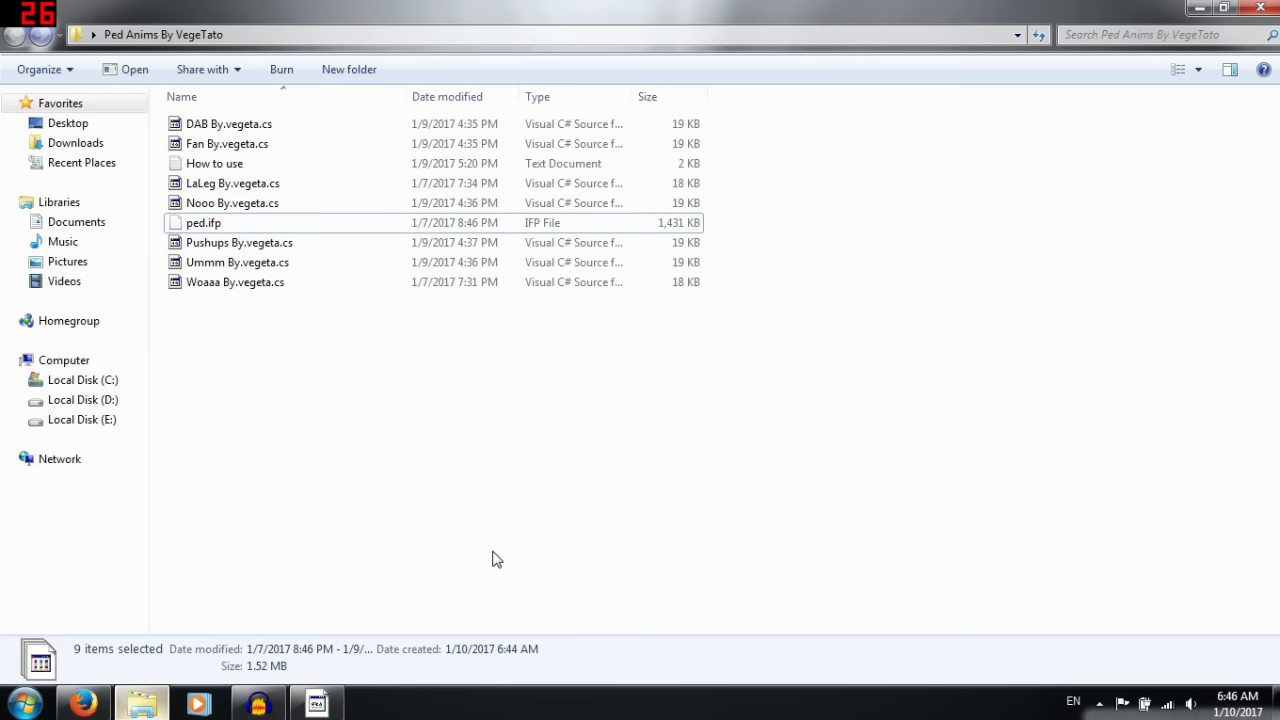 26
Ped Anims By VegeTato
Search Ped Anims By VegeTato
Organize Open Share with Burn New folder
Name Date modified Type Size
Favorites
Desktop
Downloads
Recent Places
Libraries
Documents
Music
Pictures
Videos
Homegroup
Computer
Local Disk (C:)
Local Disk (D:)
Local Disk (E:)
Network
DAB By.vegeta.cs 1/9/2017 4:35 PM Visual C# Source f... 19 KB
Fan By.vegeta.cs 1/9/2017 4:35 PM Visual C# Source f... 19 KB
How to use 1/9/2017 5:20 PM Text Document 2 KB
LaLeg By.vegeta.cs 1/7/2017 7:34 PM Visual C# Source f... 18 KB
Nooo By.vegeta.cs 1/9/2017 4:36 PM Visual C# Source f... 19 KB
ped.ifp 1/7/2017 8:46 PM IFP File 1,431 KB
Pushups By.vegeta.cs 1/9/2017 4:37 PM Visual C# Source f... 19 KB
Ummm By.vegeta.cs 1/9/2017 4:36 PM Visual C# Source f... 19 KB
Woaaa By.vegeta.cs 1/7/2017 7:31 PM Visual C# Source f... 18 KB
9 items selected Date modified: 1/7/2017 8:46 PM - 1/9/... Date created: 1/10/2017 6:44 AM
Size: 1.52 MB
EN
6:46 AM
1/10/2017